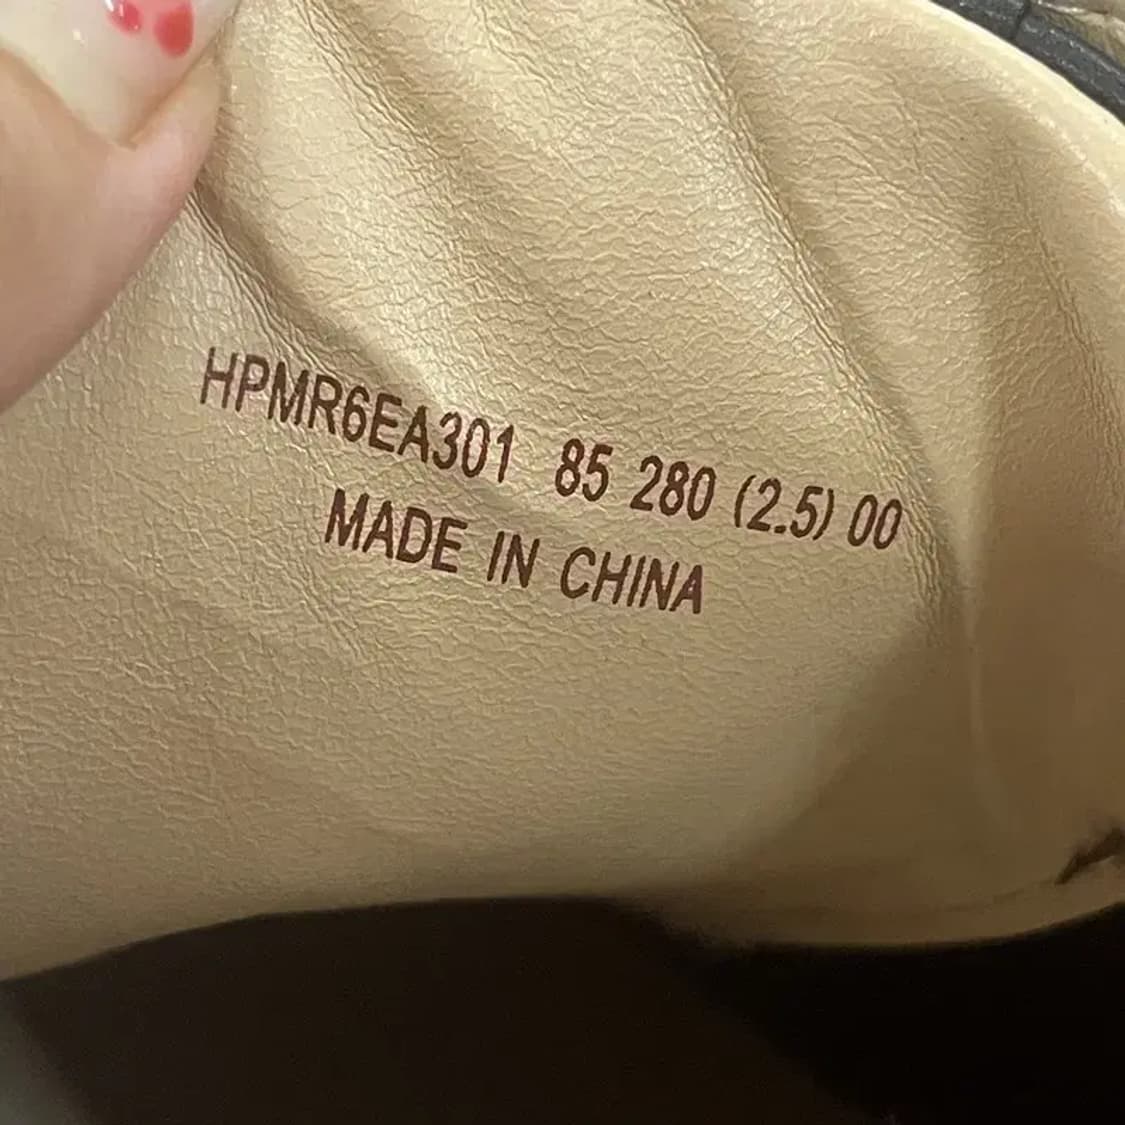 HPMR6EA301 85 280 (2.5) 00
MADE IN CHINA